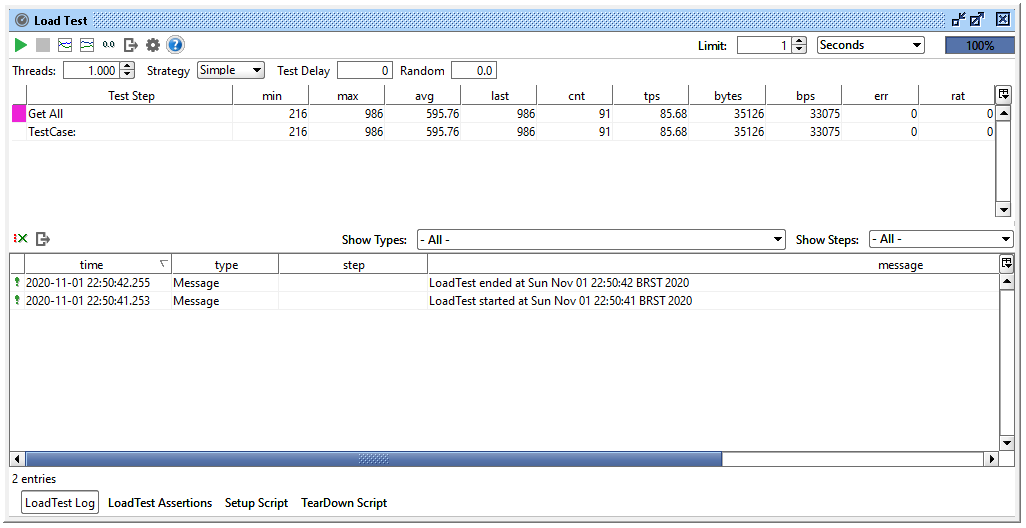 Load Test
0.0 Limit: 1 Seconds 100%
Threads: 1.000 Strategy Simple Test Delay 0 Random 0.0
Test Step min max avg last cnt tps bytes bps err rat
Get All 216 986 595.76 986 91 85.68 35126 33075 0 0
TestCase: 216 986 595.76 986 91 85.68 35126 33075 0 0
Show Types: - All - Show Steps: - All -
time type step message
2020-11-01 22:50:42.255 Message LoadTest ended at Sun Nov 01 22:50:42 BRST 2020
2020-11-01 22:50:41.253 Message LoadTest started at Sun Nov 01 22:50:41 BRST 2020
2 entries
LoadTest Log LoadTest Assertions Setup Script TearDown Script